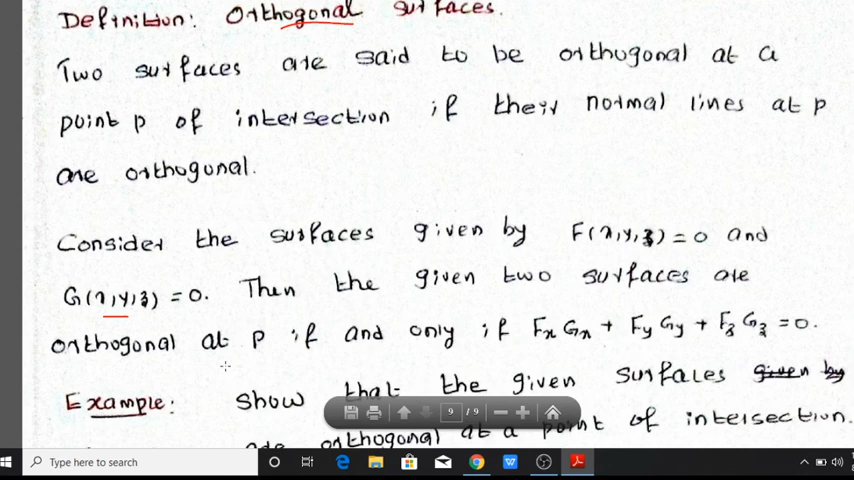 Definition: Orthogonal surfaces.
Two surfaces are said to be orthogonal at a
point P of intersection if their normal lines at P
are orthogonal.
Consider the surfaces given by F(x,y,z) = 0 and
G(x,y,z) = 0. Then the given two surfaces are
orthogonal at P if and only if FxGx + FyGy + FzGz = 0.
Example: Show that the given surfaces given by
are orthogonal at a point of intersection.
9 / 9
Type here to search